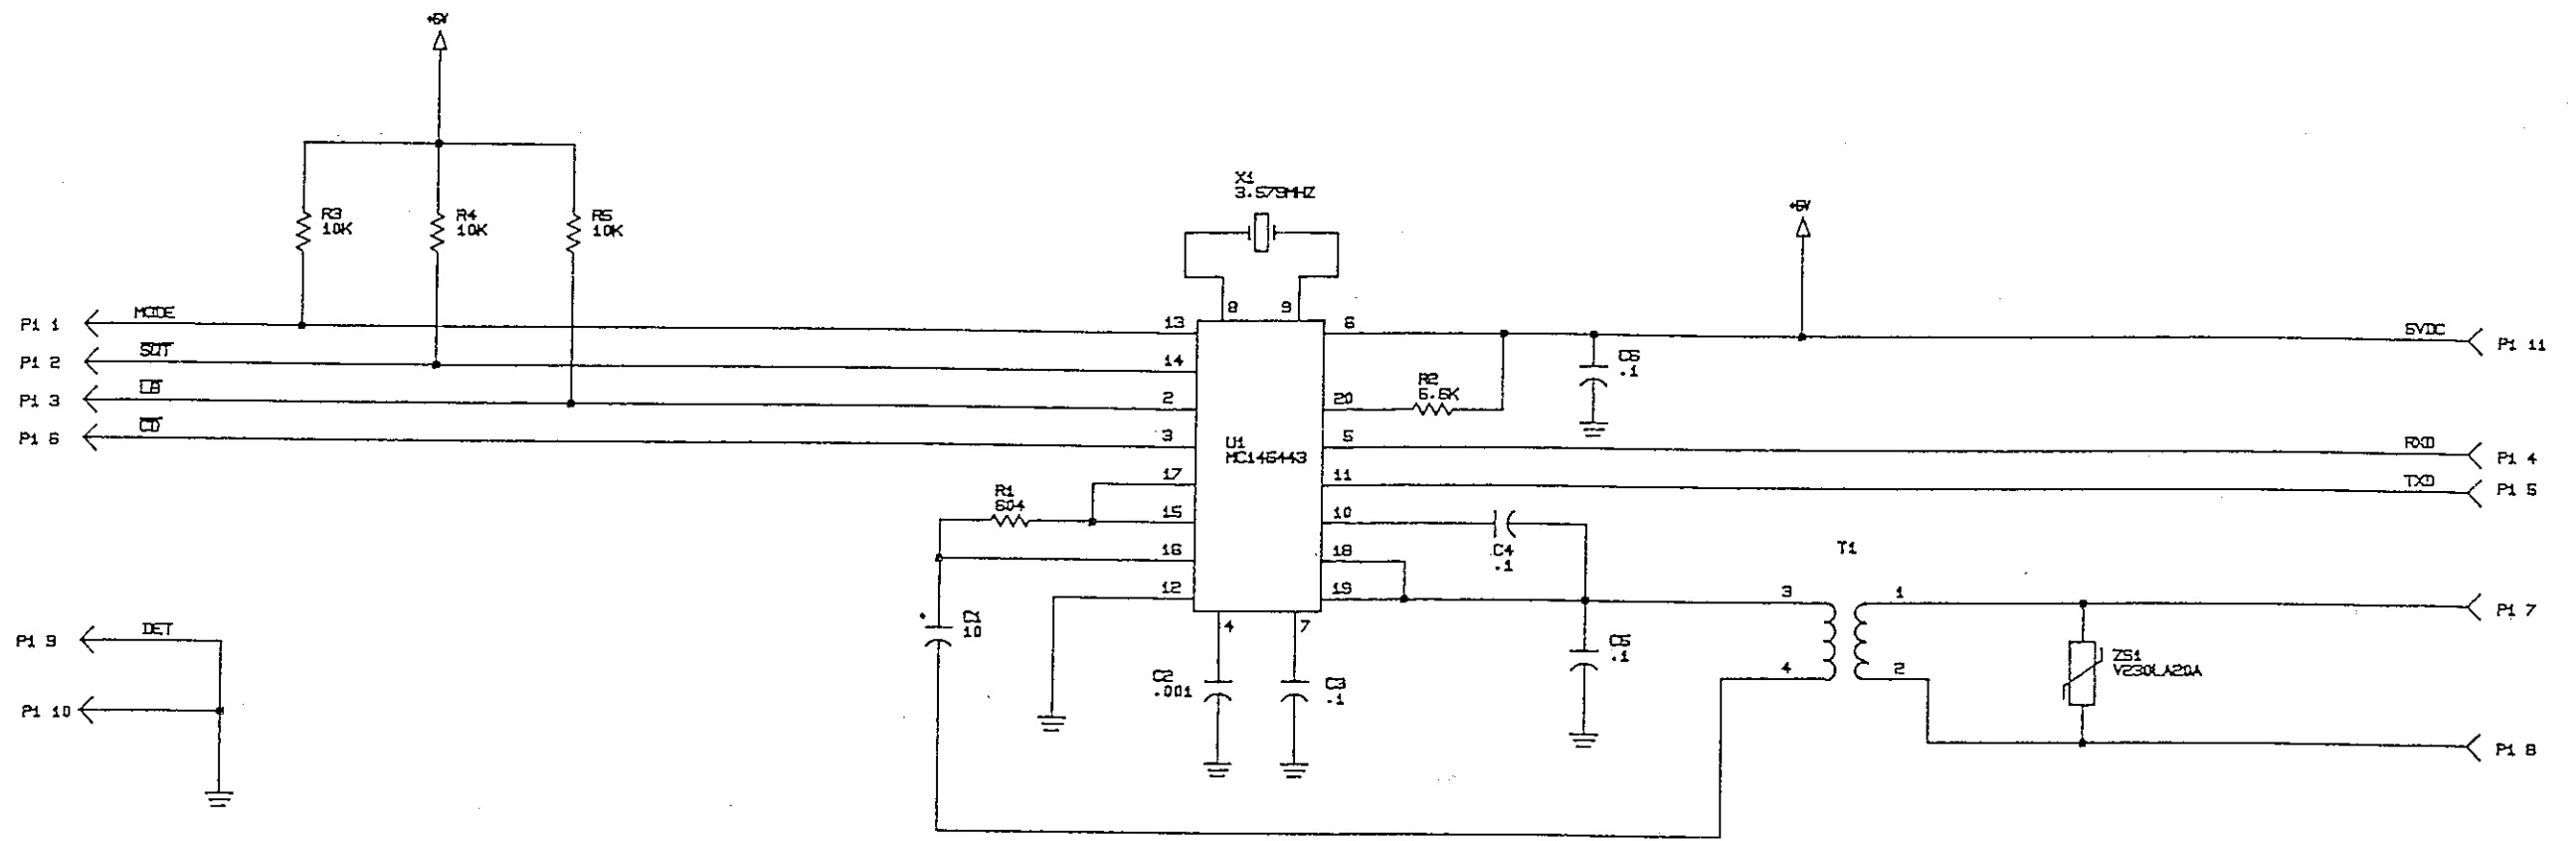 +5V
X1
3.579MHZ
R3
10K
R4
10K
R5
10K
+5V
8
9
P1 1
MODE
13
6
5VDC
P1 11
P1 2
SQT
14
C6
.1
P1 3
LB
2
20
R2
5.6K
P1 6
CD
3
5
RXD
P1 4
U1
MC145443
17
11
TXD
P1 5
R1
604
15
10
C4
.1
16
18
T1
12
19
3
1
P1 7
C1
10
P1 9
DET
4
7
C5
.1
4
2
ZS1
V230LA20A
C2
.001
C3
.1
P1 10
P1 8